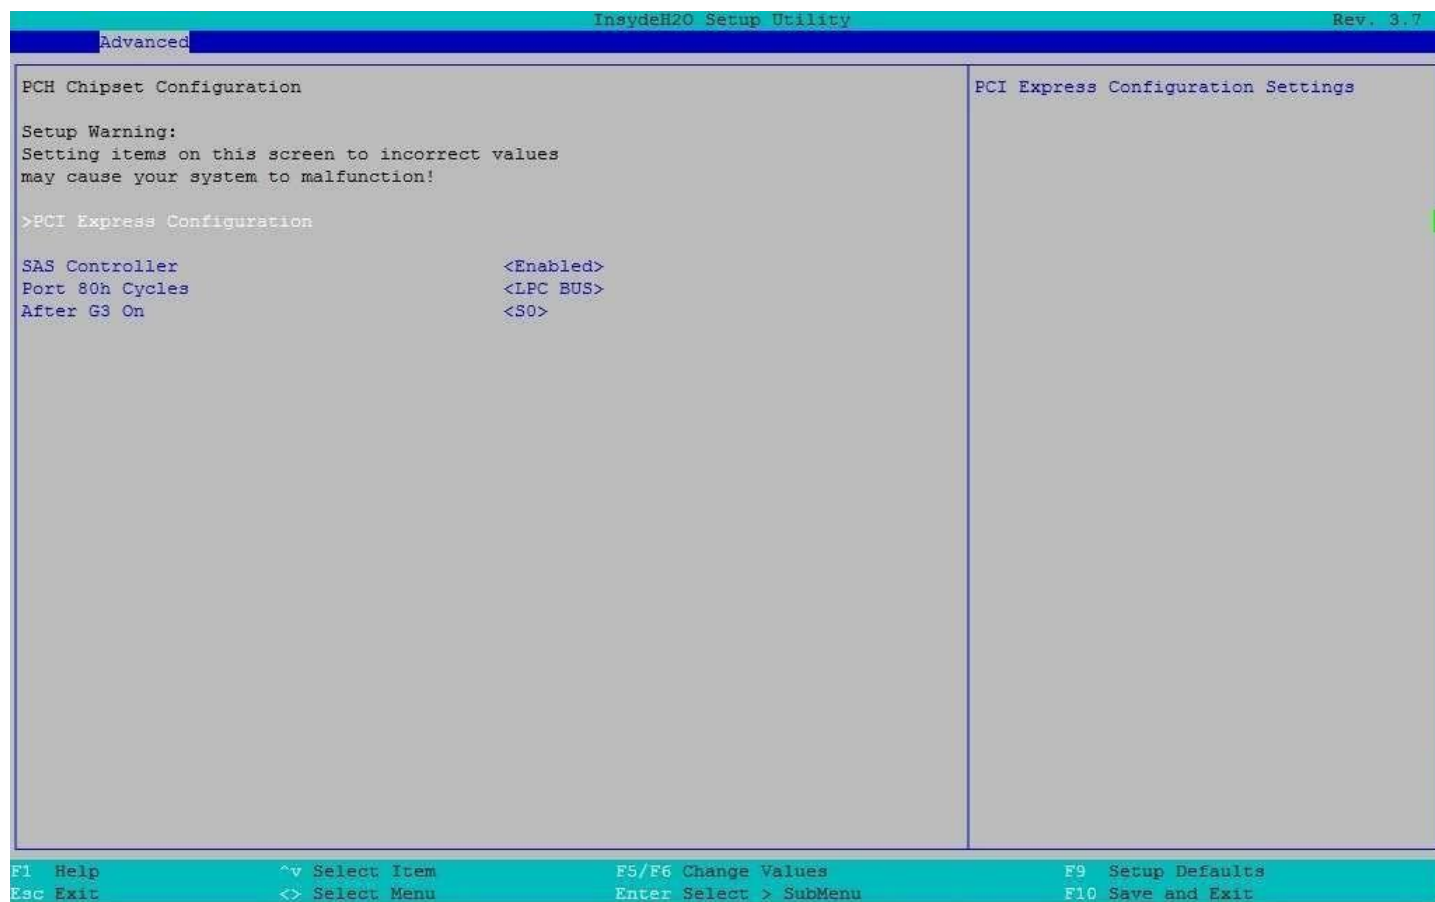 InsydeH2O Setup Utility Rev. 3.7
Advanced
PCH Chipset Configuration
PCI Express Configuration Settings
Setup Warning:
Setting items on this screen to incorrect values
may cause your system to malfunction!
>PCI Express Configuration
SAS Controller <Enabled>
Port 80h Cycles <LPC BUS>
After G3 On <S0>
F1 Help ^v Select Item F5/F6 Change Values F9 Setup Defaults
Esc Exit <> Select Menu Enter Select > SubMenu F10 Save and Exit